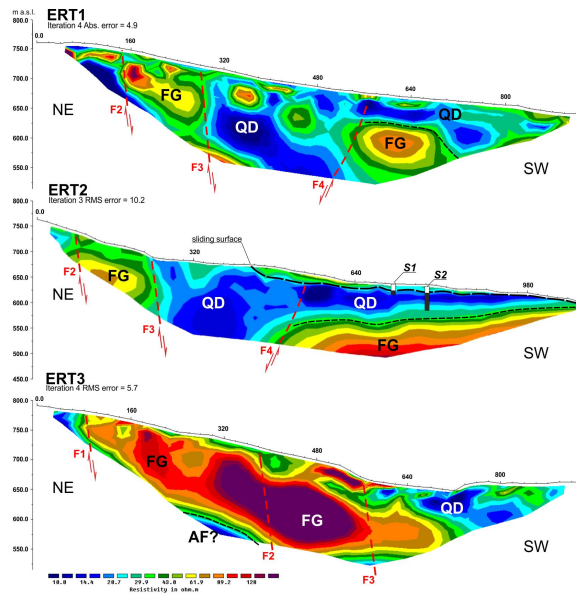 ERT1
m a.s.l.
Iteration 4 Abs. error = 4.9
800.0
750.0
700.0
650.0
600.0
550.0
0.0
160
320
480
640
800
NE
F2
FG
F3
QD
F4
FG
QD
SW
ERT2
Iteration 3 RMS error = 10.2
800.0
750.0
700.0
650.0
600.0
550.0
500.0
450.0
0.0
320
sliding surface
640
S1
S2
980
NE
F2
FG
F3
QD
F4
QD
FG
SW
ERT3
Iteration 4 RMS error = 5.7
800.0
750.0
700.0
650.0
600.0
550.0
0.0
160
320
480
640
800
NE
F1
FG
AF?
F2
FG
F3
QD
SW
10.0 14.4 20.7 29.9 43.0 61.9 89.2 128
Resistivity in ohm.m